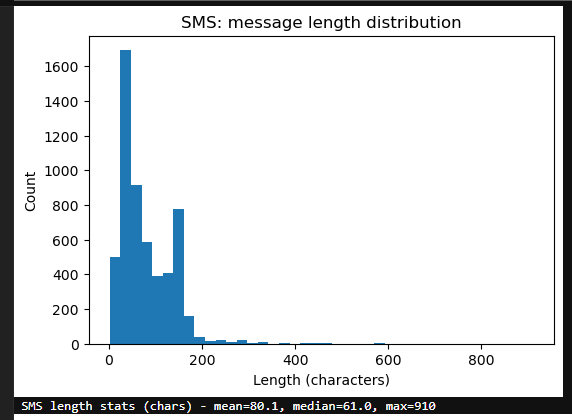 SMS: message length distribution
1600
1400
1200
1000
800
600
400
200
0
Count
0 200 400 600 800
Length (characters)
SMS length stats (chars) - mean=80.1, median=61.0, max=910